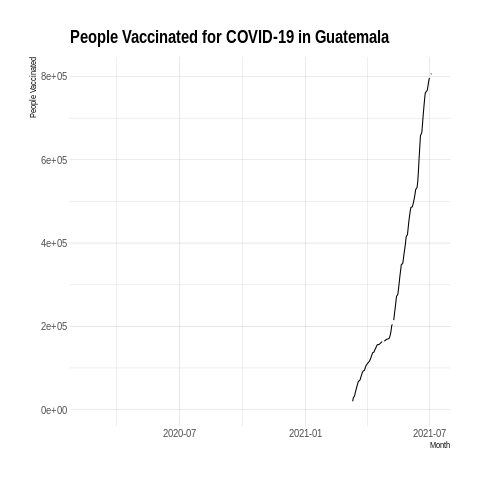 People Vaccinated for COVID-19 in Guatemala
People Vaccinated
8e+05
6e+05
4e+05
2e+05
0e+00
2020-07
2021-01
2021-07
Month